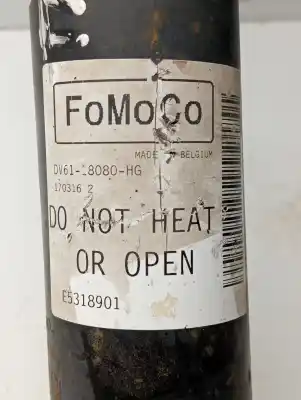 FoMoCo
MADE IN BELGIUM
DV61-18080-HG
170316 2
DO NOT HEAT
OR OPEN
E5318901